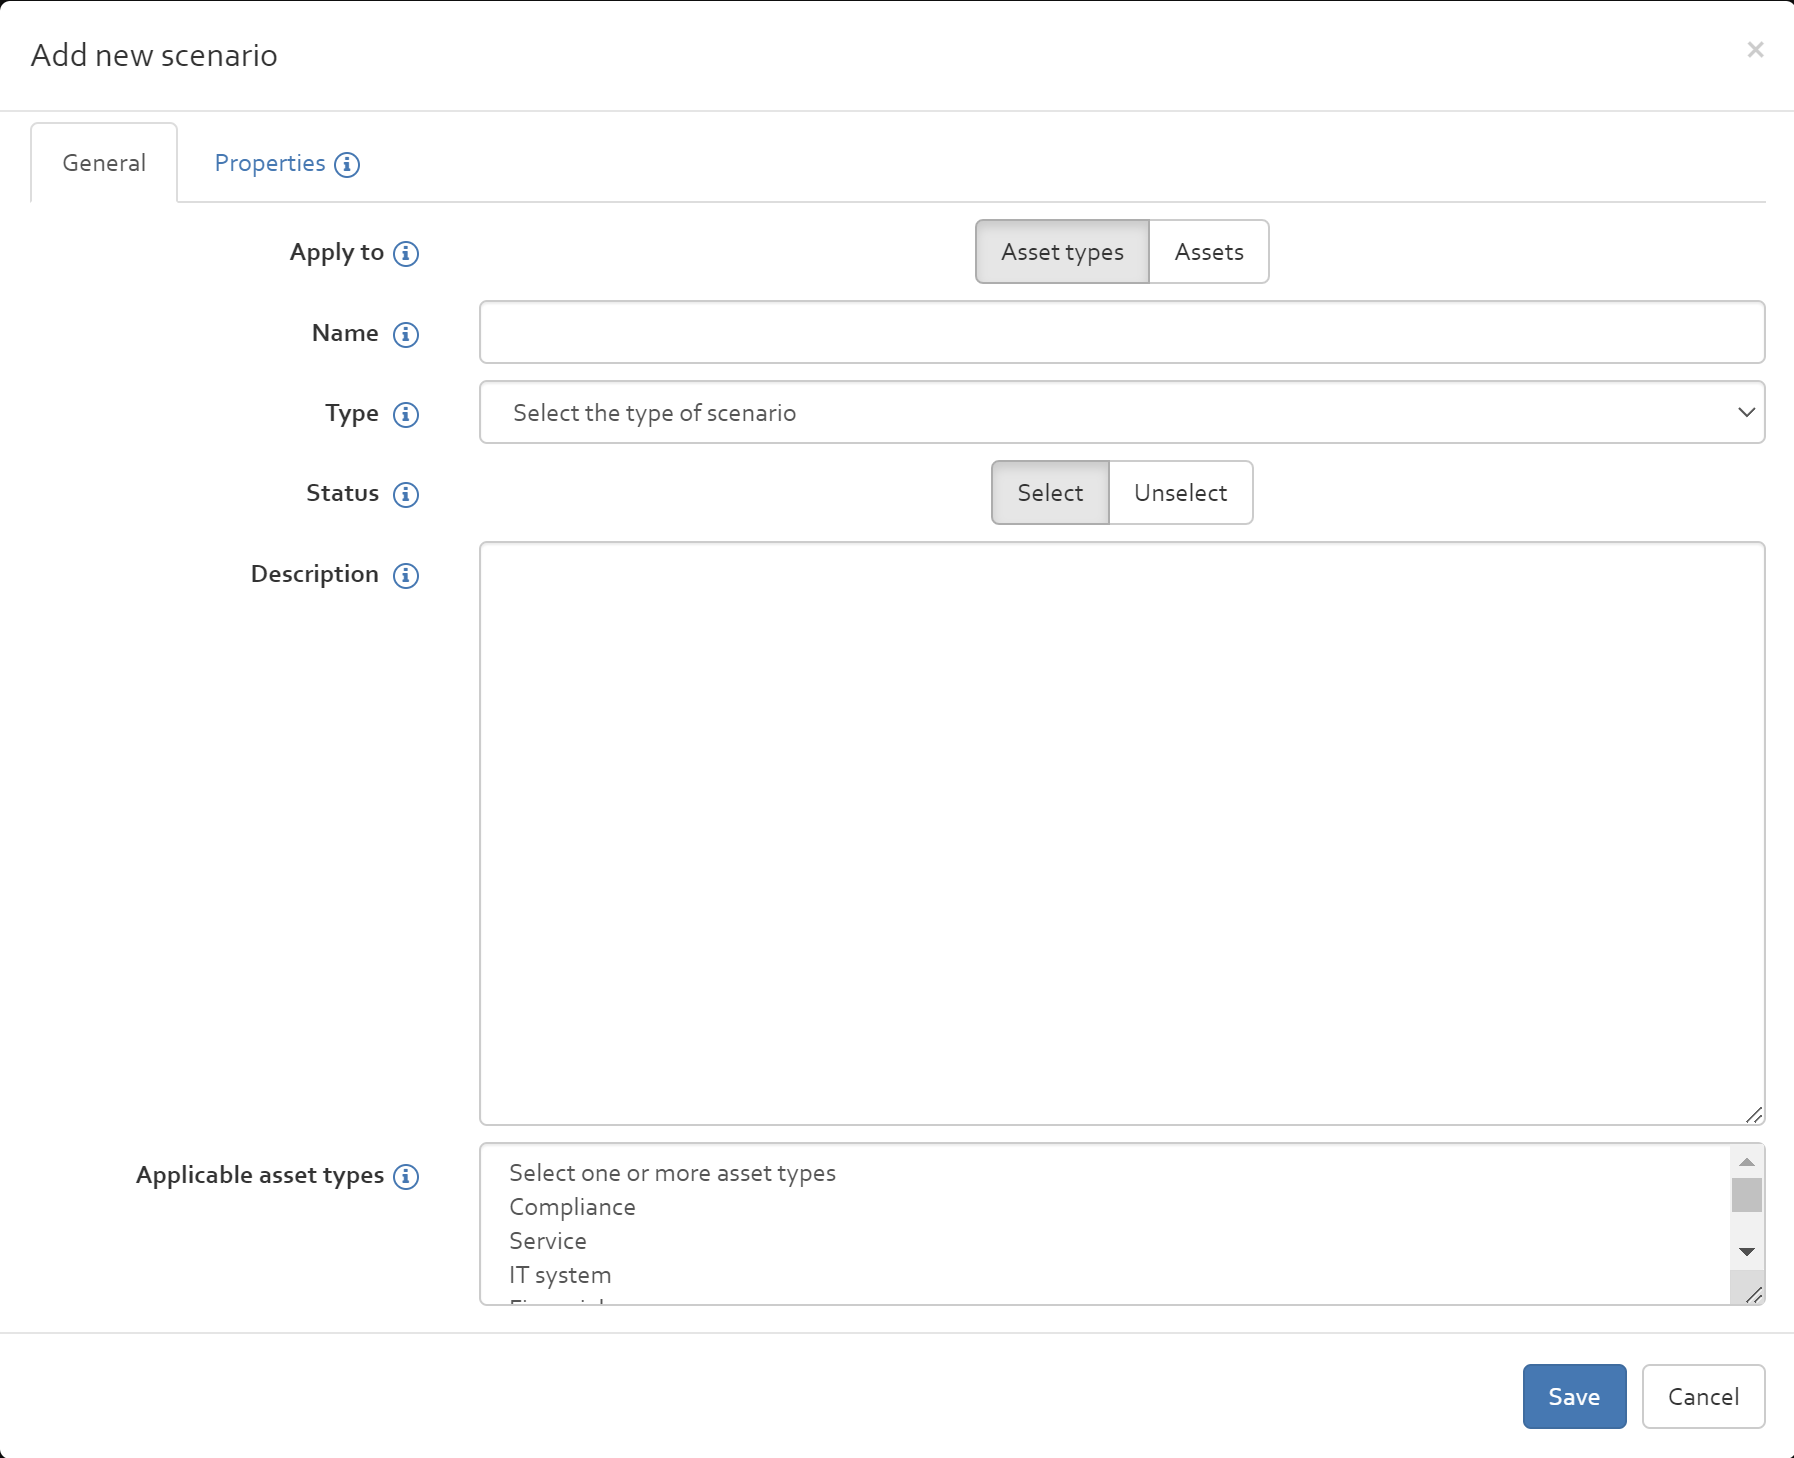 Add new scenario
×
General Properties
Apply to Asset types Assets
Name
Type Select the type of scenario
Status Select Unselect
Description
Applicable asset types Select one or more asset types
Compliance
Service
IT system
Save Cancel